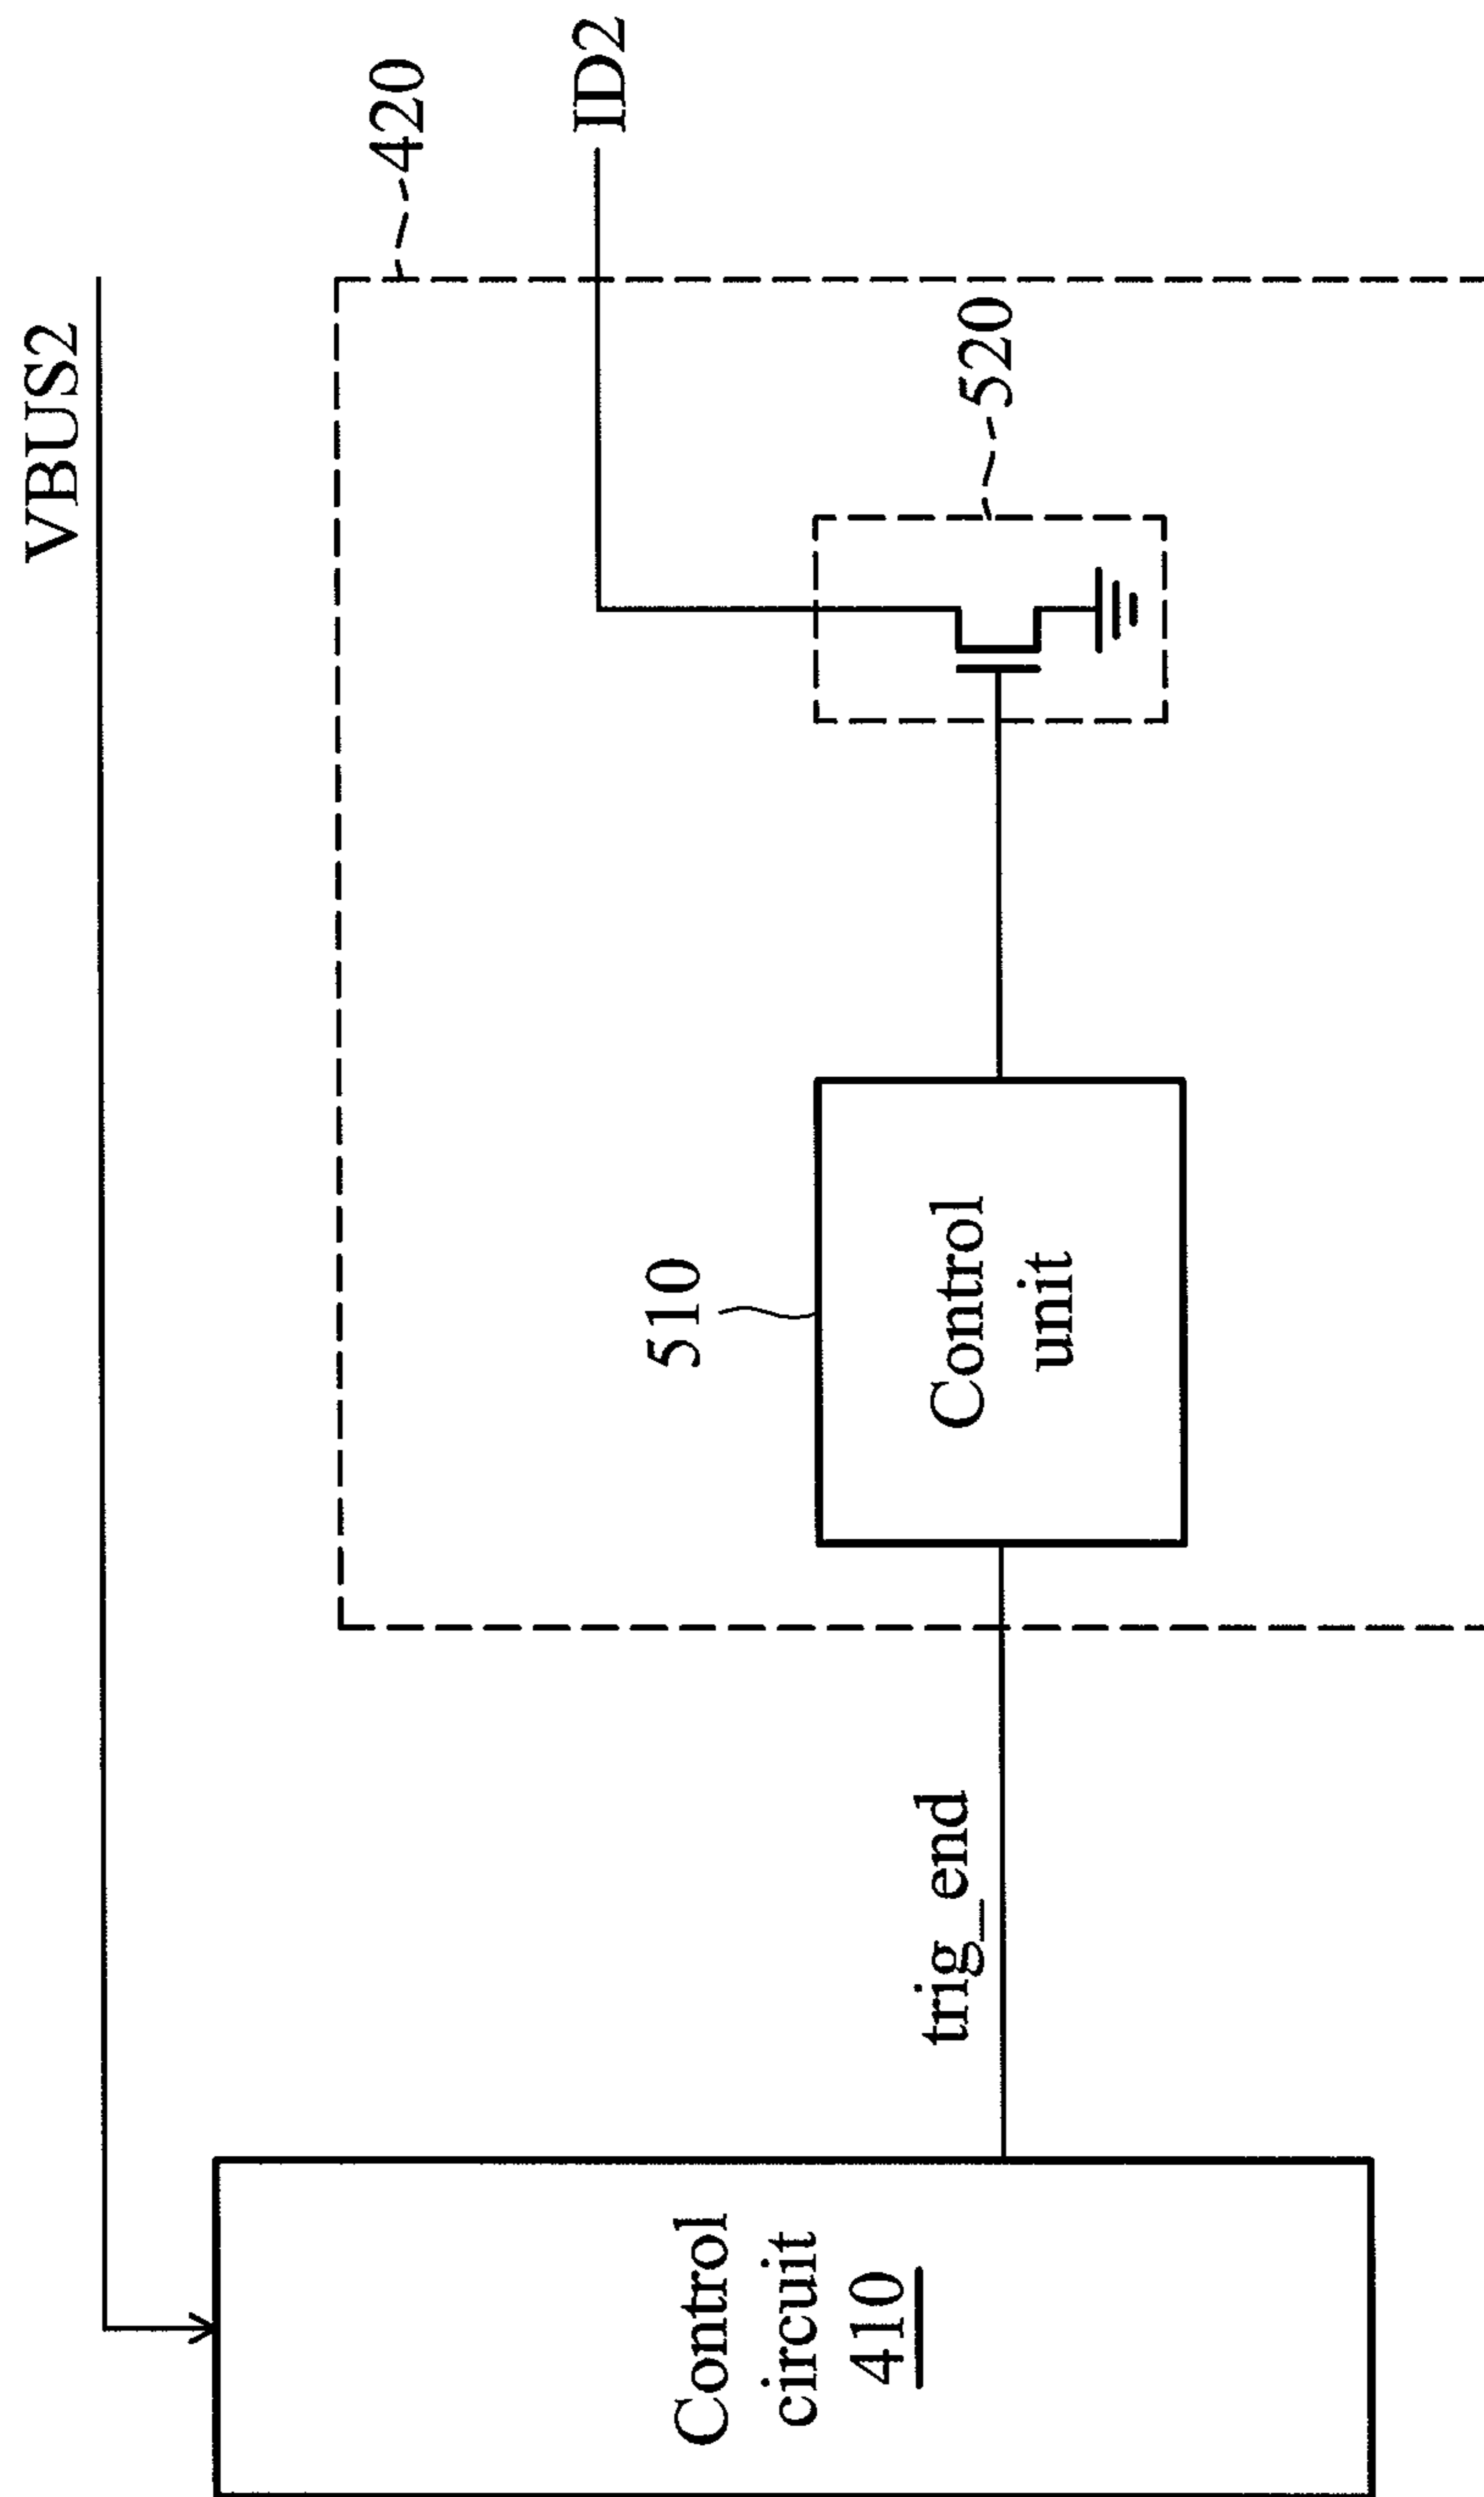 VBUS2
420
ID2
520
510
Control
unit
trig_end
Control
circuit
410